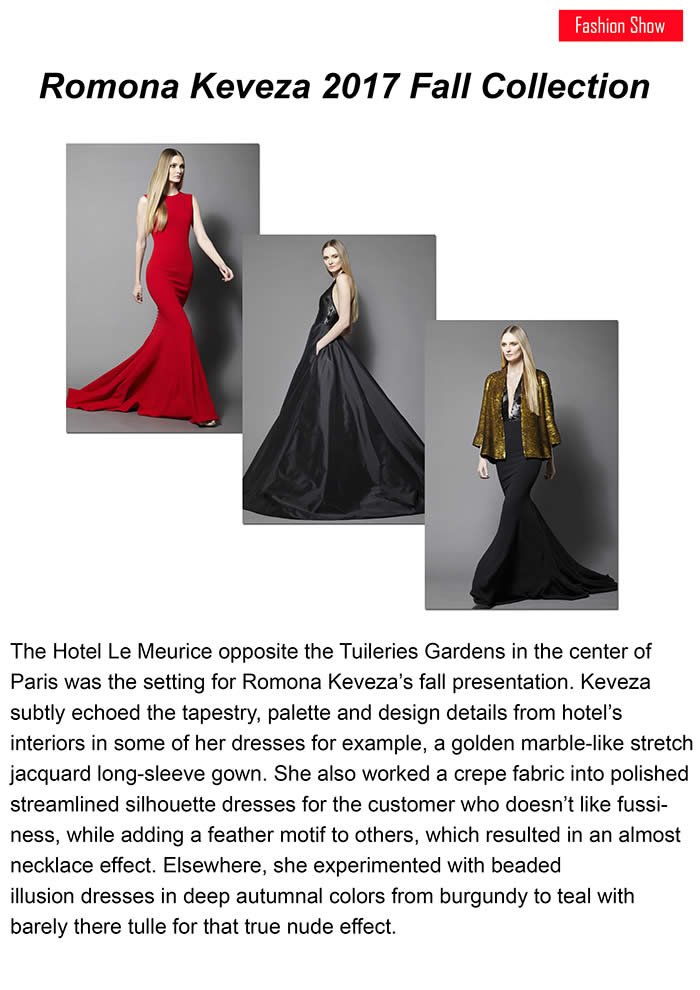 Fashion Show
Romona Keveza 2017 Fall Collection
The Hotel Le Meurice opposite the Tuileries Gardens in the center of
Paris was the setting for Romona Keveza’s fall presentation. Keveza
subtly echoed the tapestry, palette and design details from hotel’s
interiors in some of her dresses for example, a golden marble-like stretch
jacquard long-sleeve gown. She also worked a crepe fabric into polished
streamlined silhouette dresses for the customer who doesn’t like fussi-
ness, while adding a feather motif to others, which resulted in an almost
necklace effect. Elsewhere, she experimented with beaded
illusion dresses in deep autumnal colors from burgundy to teal with
barely there tulle for that true nude effect.